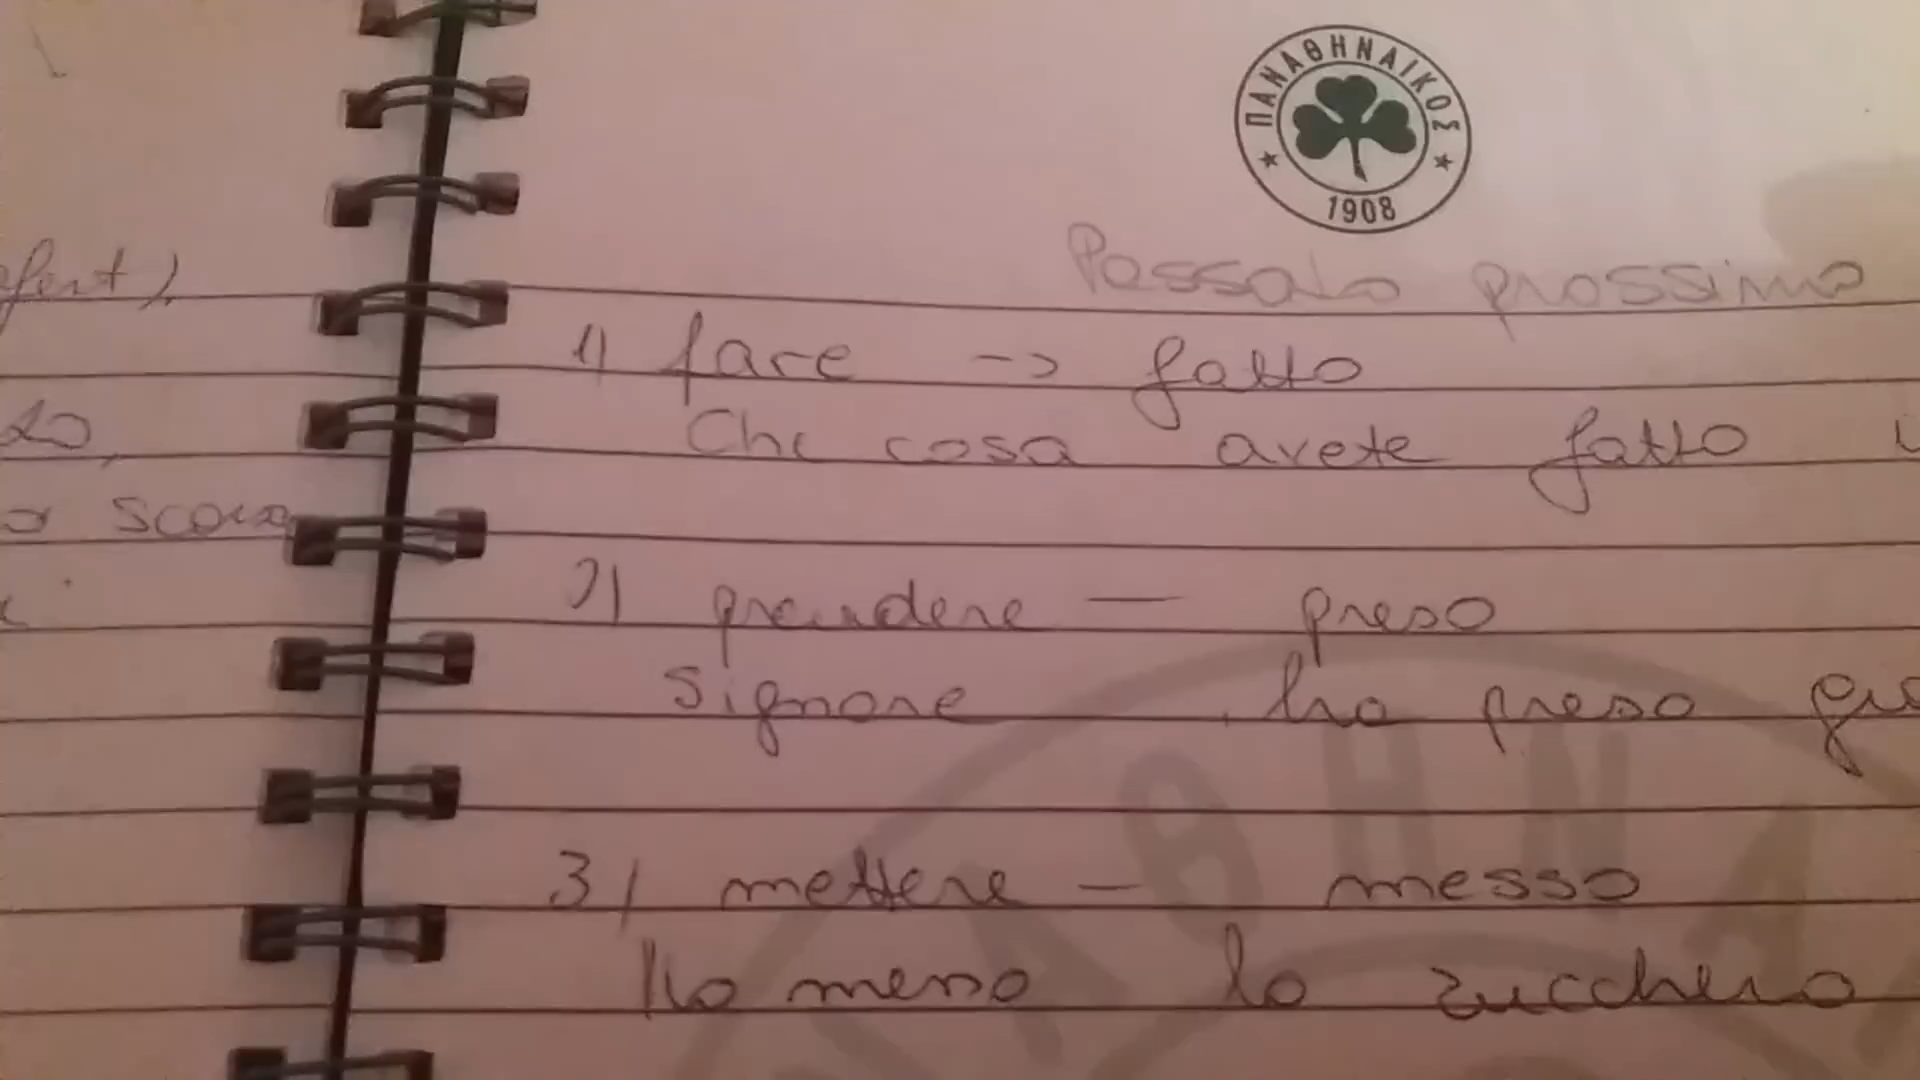 ΠΑΝΑΘΗΝΑΙΚΟΣ
1908
Passato prossimo
1) fare -> fatto
Che cosa avete fatto
2) prendere — preso
Signore, ho preso
3) mettere — messo
Ho messo lo zucchero